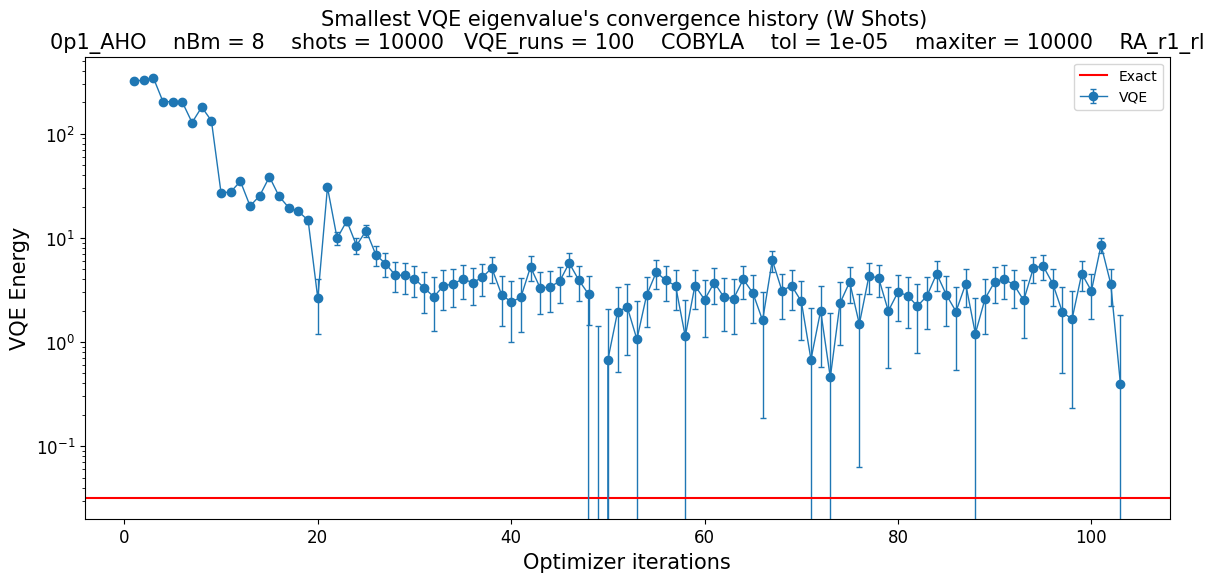 Smallest VQE eigenvalue's convergence history (W Shots)
0p1_AHO nBm = 8 shots = 10000 VQE_runs = 100 COBYLA tol = 1e-05 maxiter = 10000 RA_r1_rl
Exact
VQE
VQE Energy
10²
10¹
10⁰
10⁻¹
0 20 40 60 80 100
Optimizer iterations